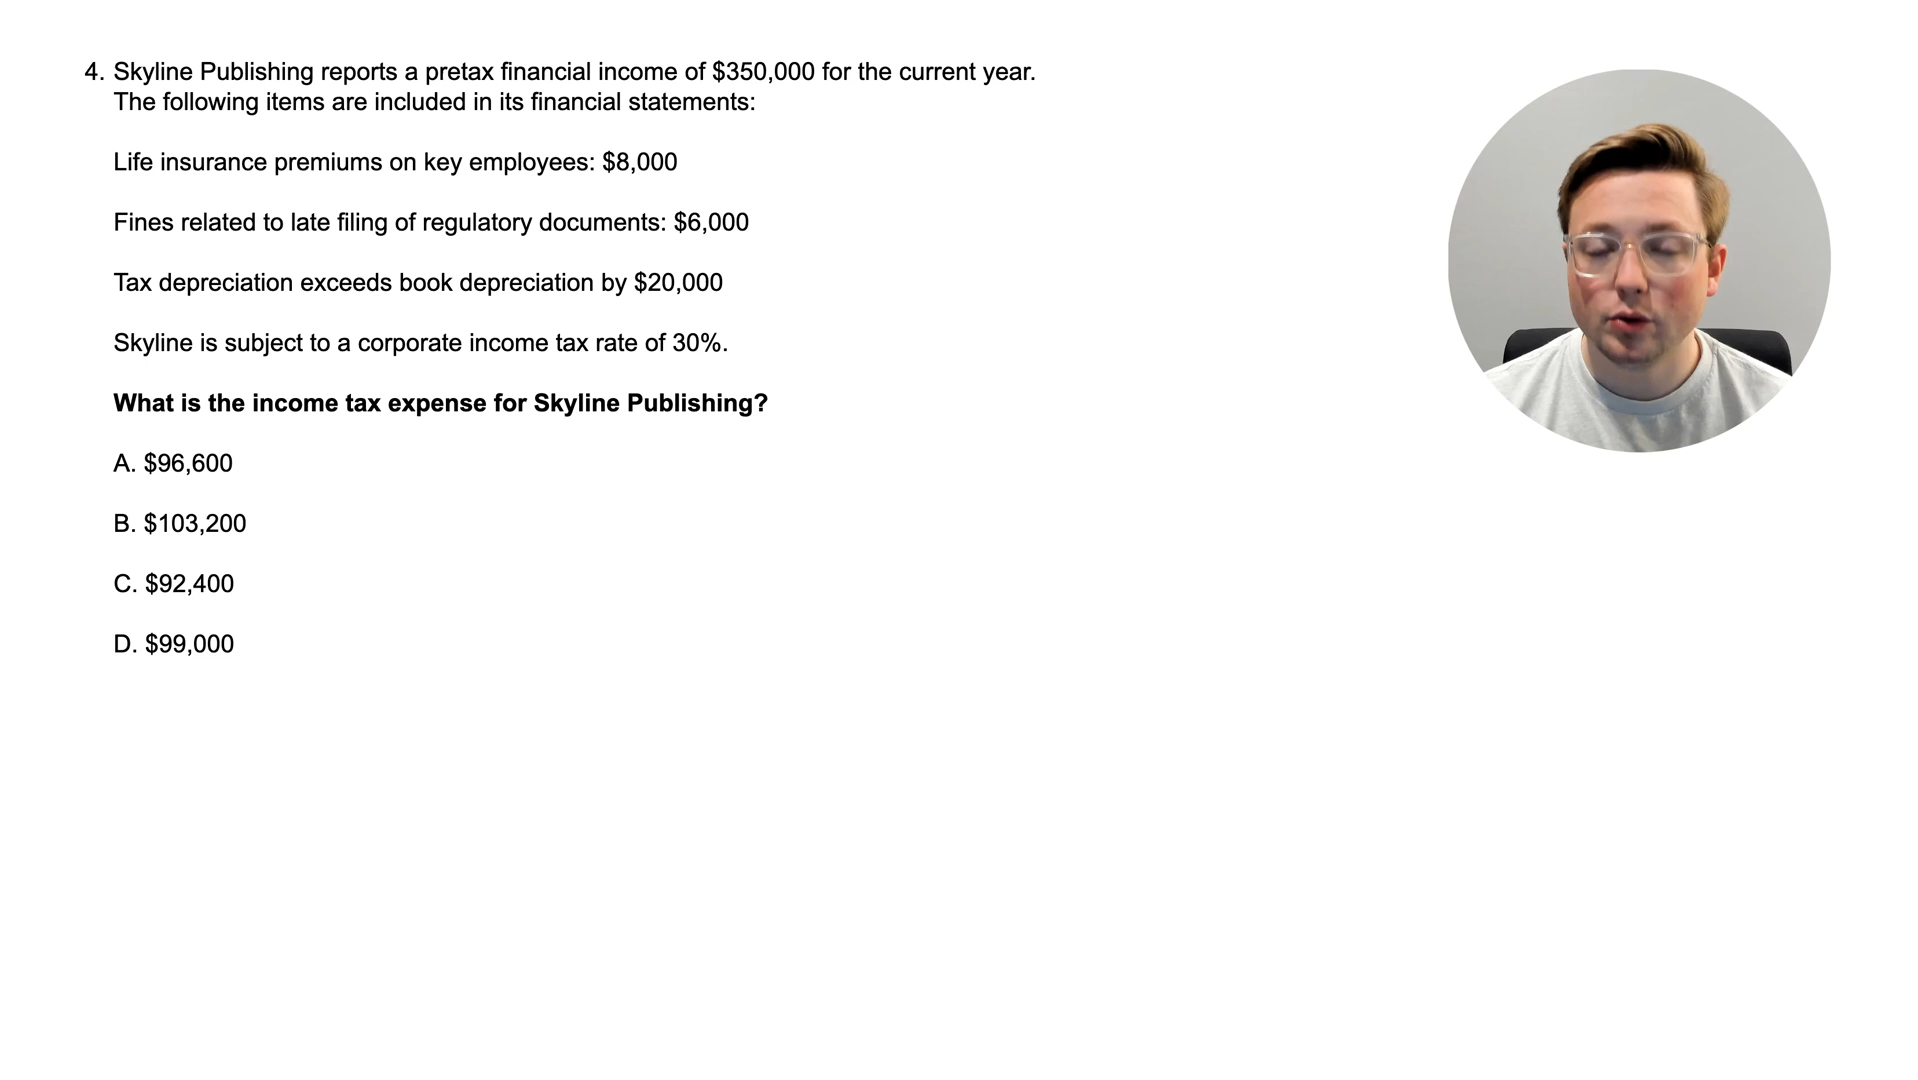 4. Skyline Publishing reports a pretax financial income of $350,000 for the current year.
The following items are included in its financial statements:
Life insurance premiums on key employees: $8,000
Fines related to late filing of regulatory documents: $6,000
Tax depreciation exceeds book depreciation by $20,000
Skyline is subject to a corporate income tax rate of 30%.
What is the income tax expense for Skyline Publishing?
A. $96,600
B. $103,200
C. $92,400
D. $99,000